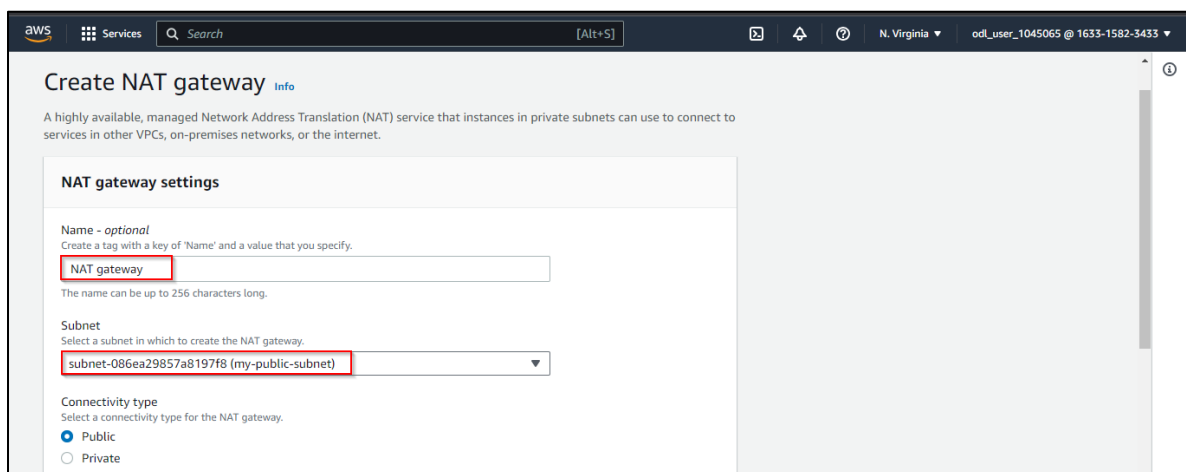 aws Services Search [Alt+S] N. Virginia ▼ odl_user_1045065 @ 1633-1582-3433 ▼
Create NAT gateway Info
A highly available, managed Network Address Translation (NAT) service that instances in private subnets can use to connect to
services in other VPCs, on-premises networks, or the internet.
NAT gateway settings
Name - optional
Create a tag with a key of 'Name' and a value that you specify.
NAT gateway
The name can be up to 256 characters long.
Subnet
Select a subnet in which to create the NAT gateway.
subnet-086ea29857a8197f8 (my-public-subnet)
Connectivity type
Select a connectivity type for the NAT gateway.
Public
Private